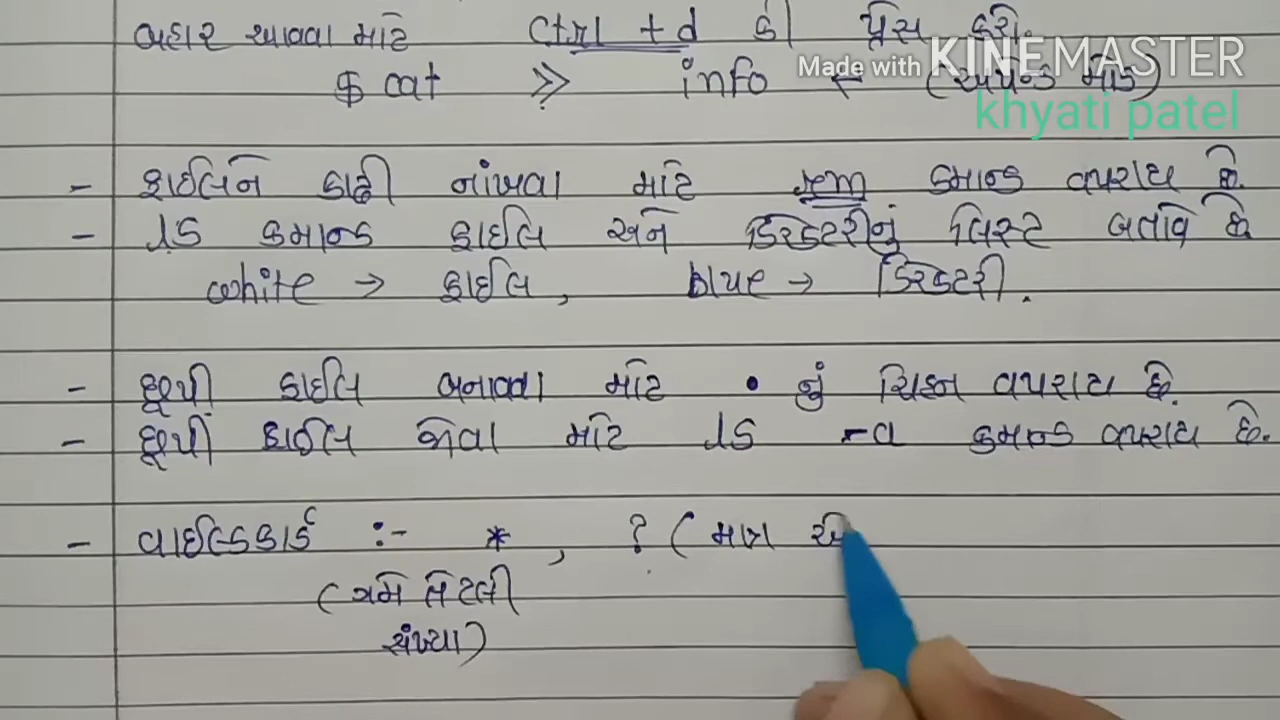 બહાર આવવા માટે ctrl + d કી પ્રેસ કરો.
Made with KINEMASTER
$ cat >> info ← (એપેન્ડ મોડ)
khyati patel
- ફાઈલને કાઢી નાંખવા માટે rm કમાન્ડ વપરાય છે.
- ls કમાન્ડ ફાઈલ અને ડિરેક્ટરીનું લિસ્ટ બતાવે છે
white → ફાઈલ, blue → ડિરેક્ટરી.
- છૂપી ફાઈલ બનાવવા માટે • નું ચિહ્ન વપરાય છે.
- છૂપી ફાઈલ જોવા માટે ls -a કમાન્ડ વપરાય છે.
- વાઈલ્ડકાર્ડ :- *, ? (માત્ર એ
(ગમે તેટલી
સંખ્યા)